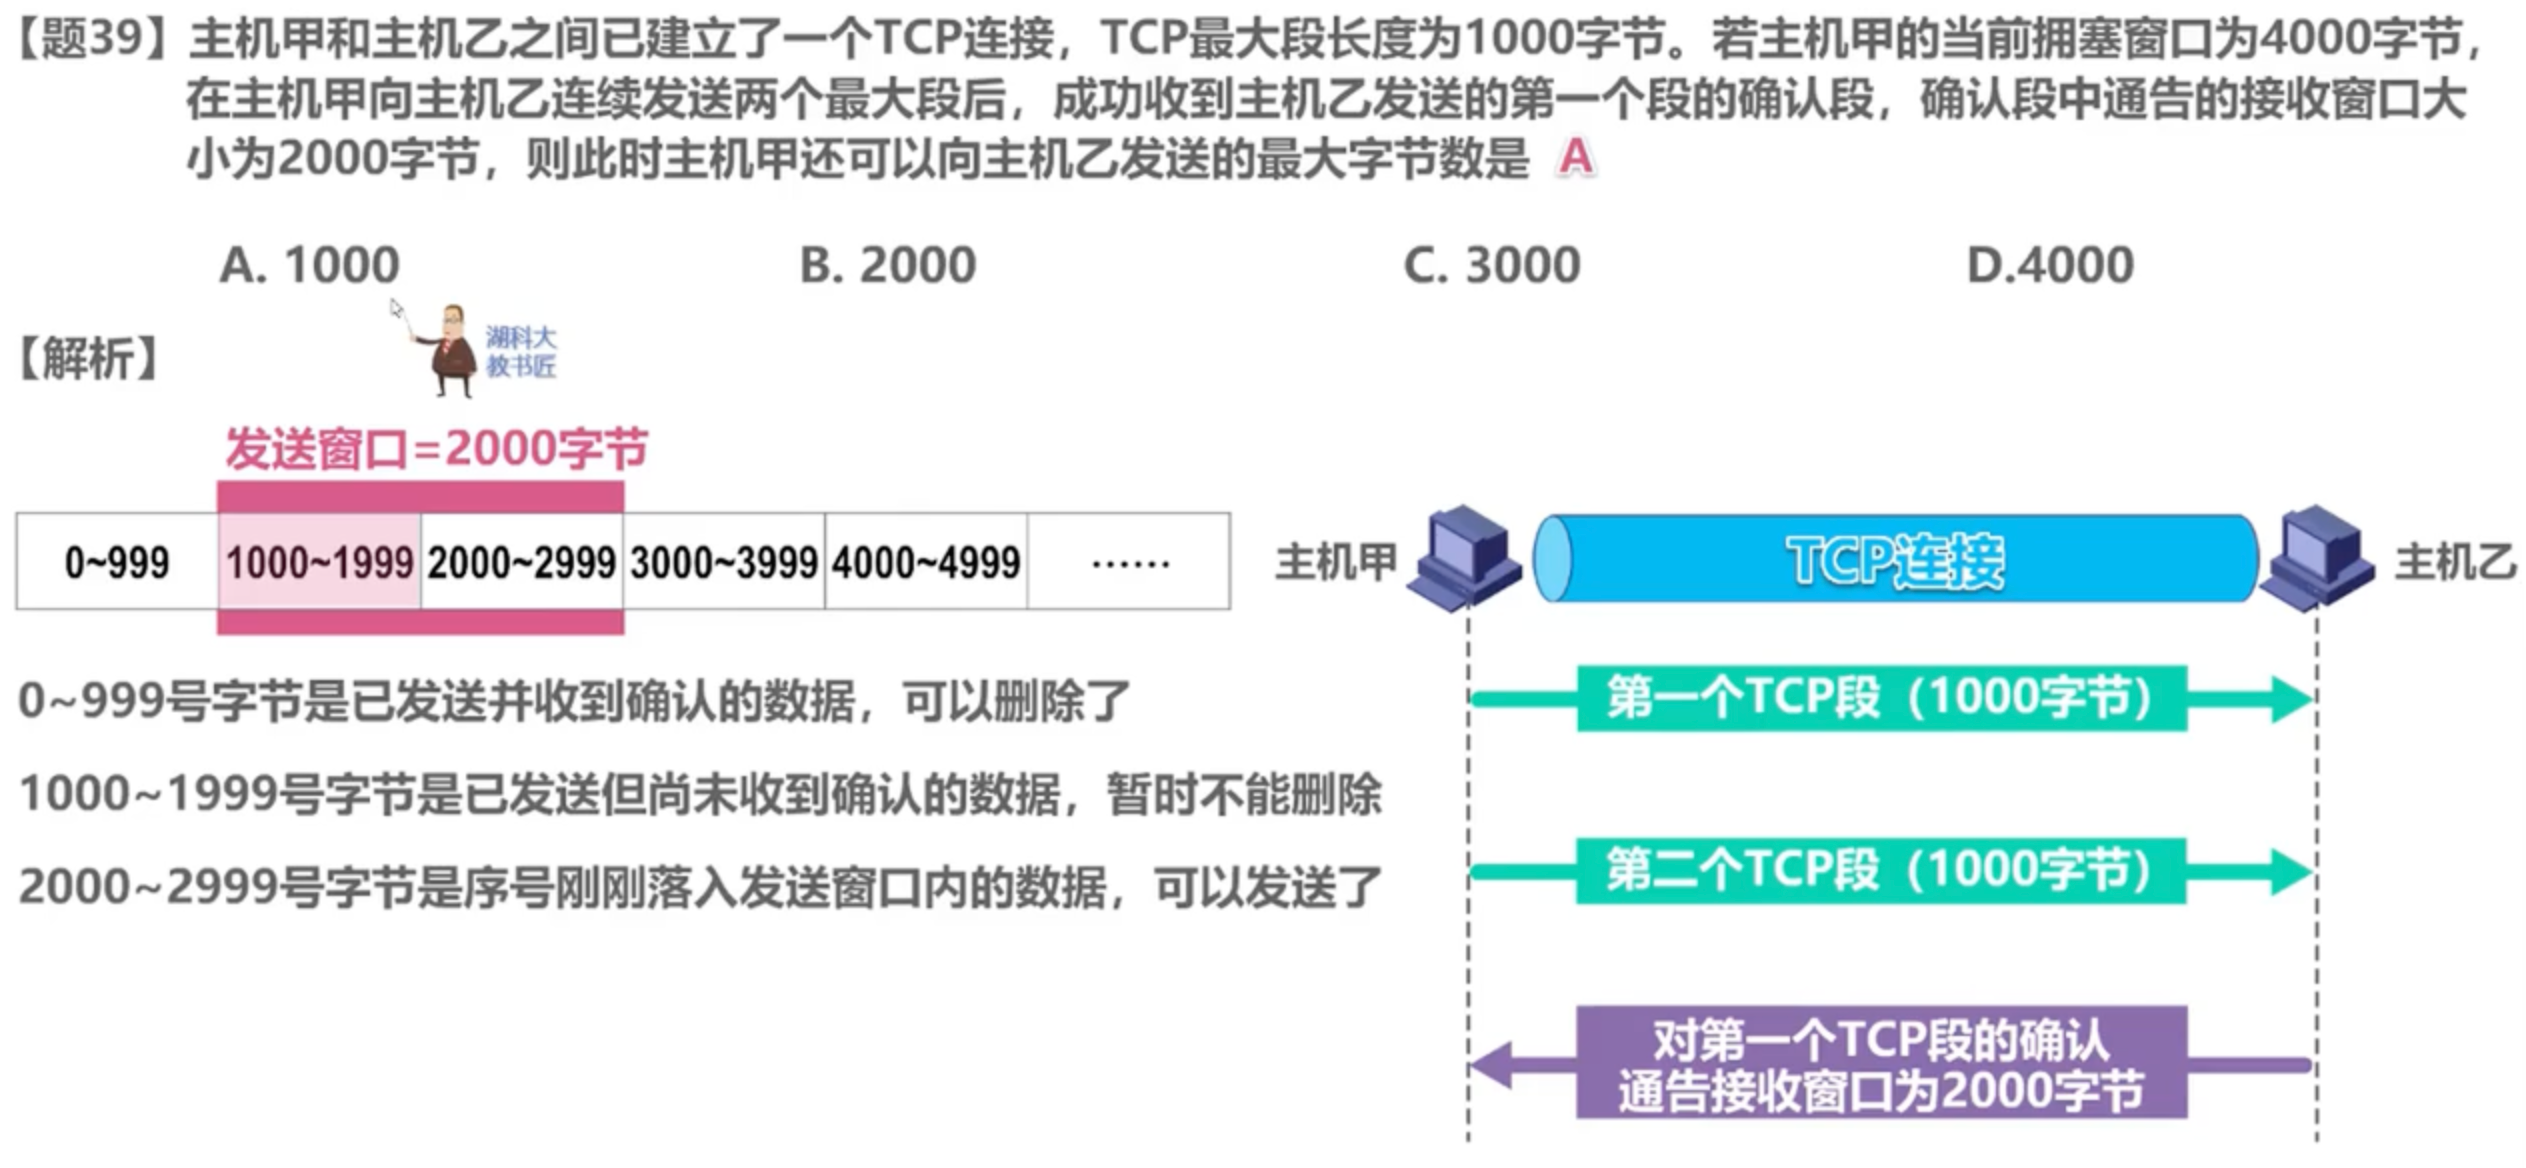 【题39】主机甲和主机乙之间已建立了一个TCP连接，TCP最大段长度为1000字节。若主机甲的当前拥塞窗口为4000字节，
在主机甲向主机乙连续发送两个最大段后，成功收到主机乙发送的第一个段的确认段，确认段中通告的接收窗口大
小为2000字节，则此时主机甲还可以向主机乙发送的最大字节数是 A
A. 1000 B. 2000 C. 3000 D.4000
【解析】
湖科大
教书匠
发送窗口=2000字节
0~999 1000~1999 2000~2999 3000~3999 4000~4999 ……
主机甲 TCP连接 主机乙
0~999号字节是已发送并收到确认的数据，可以删除了
1000~1999号字节是已发送但尚未收到确认的数据，暂时不能删除
2000~2999号字节是序号刚刚落入发送窗口内的数据，可以发送了
第一个TCP段（1000字节）
第二个TCP段（1000字节）
对第一个TCP段的确认
通告接收窗口为2000字节